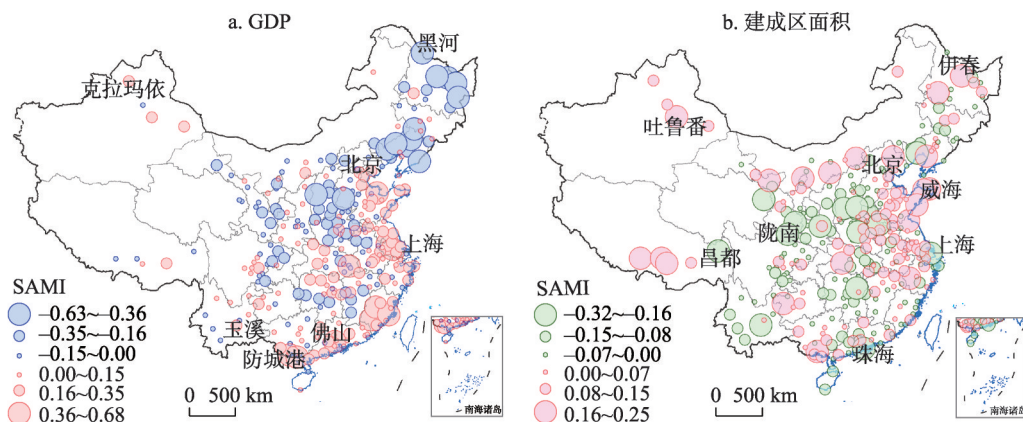 a. GDP
黑河
克拉玛依
北京
上海
玉溪
佛山
防城港
SAMI
−0.63~−0.36
−0.35~−0.16
−0.15~0.00
0.00~0.15
0.16~0.35
0.36~0.68
0 500 km
南海诸岛
b. 建成区面积
伊春
吐鲁番
北京
威海
陇南
昌都
上海
珠海
SAMI
−0.32~−0.16
−0.15~−0.08
−0.07~0.00
0.00~0.07
0.08~0.15
0.16~0.25
0 500 km
南海诸岛